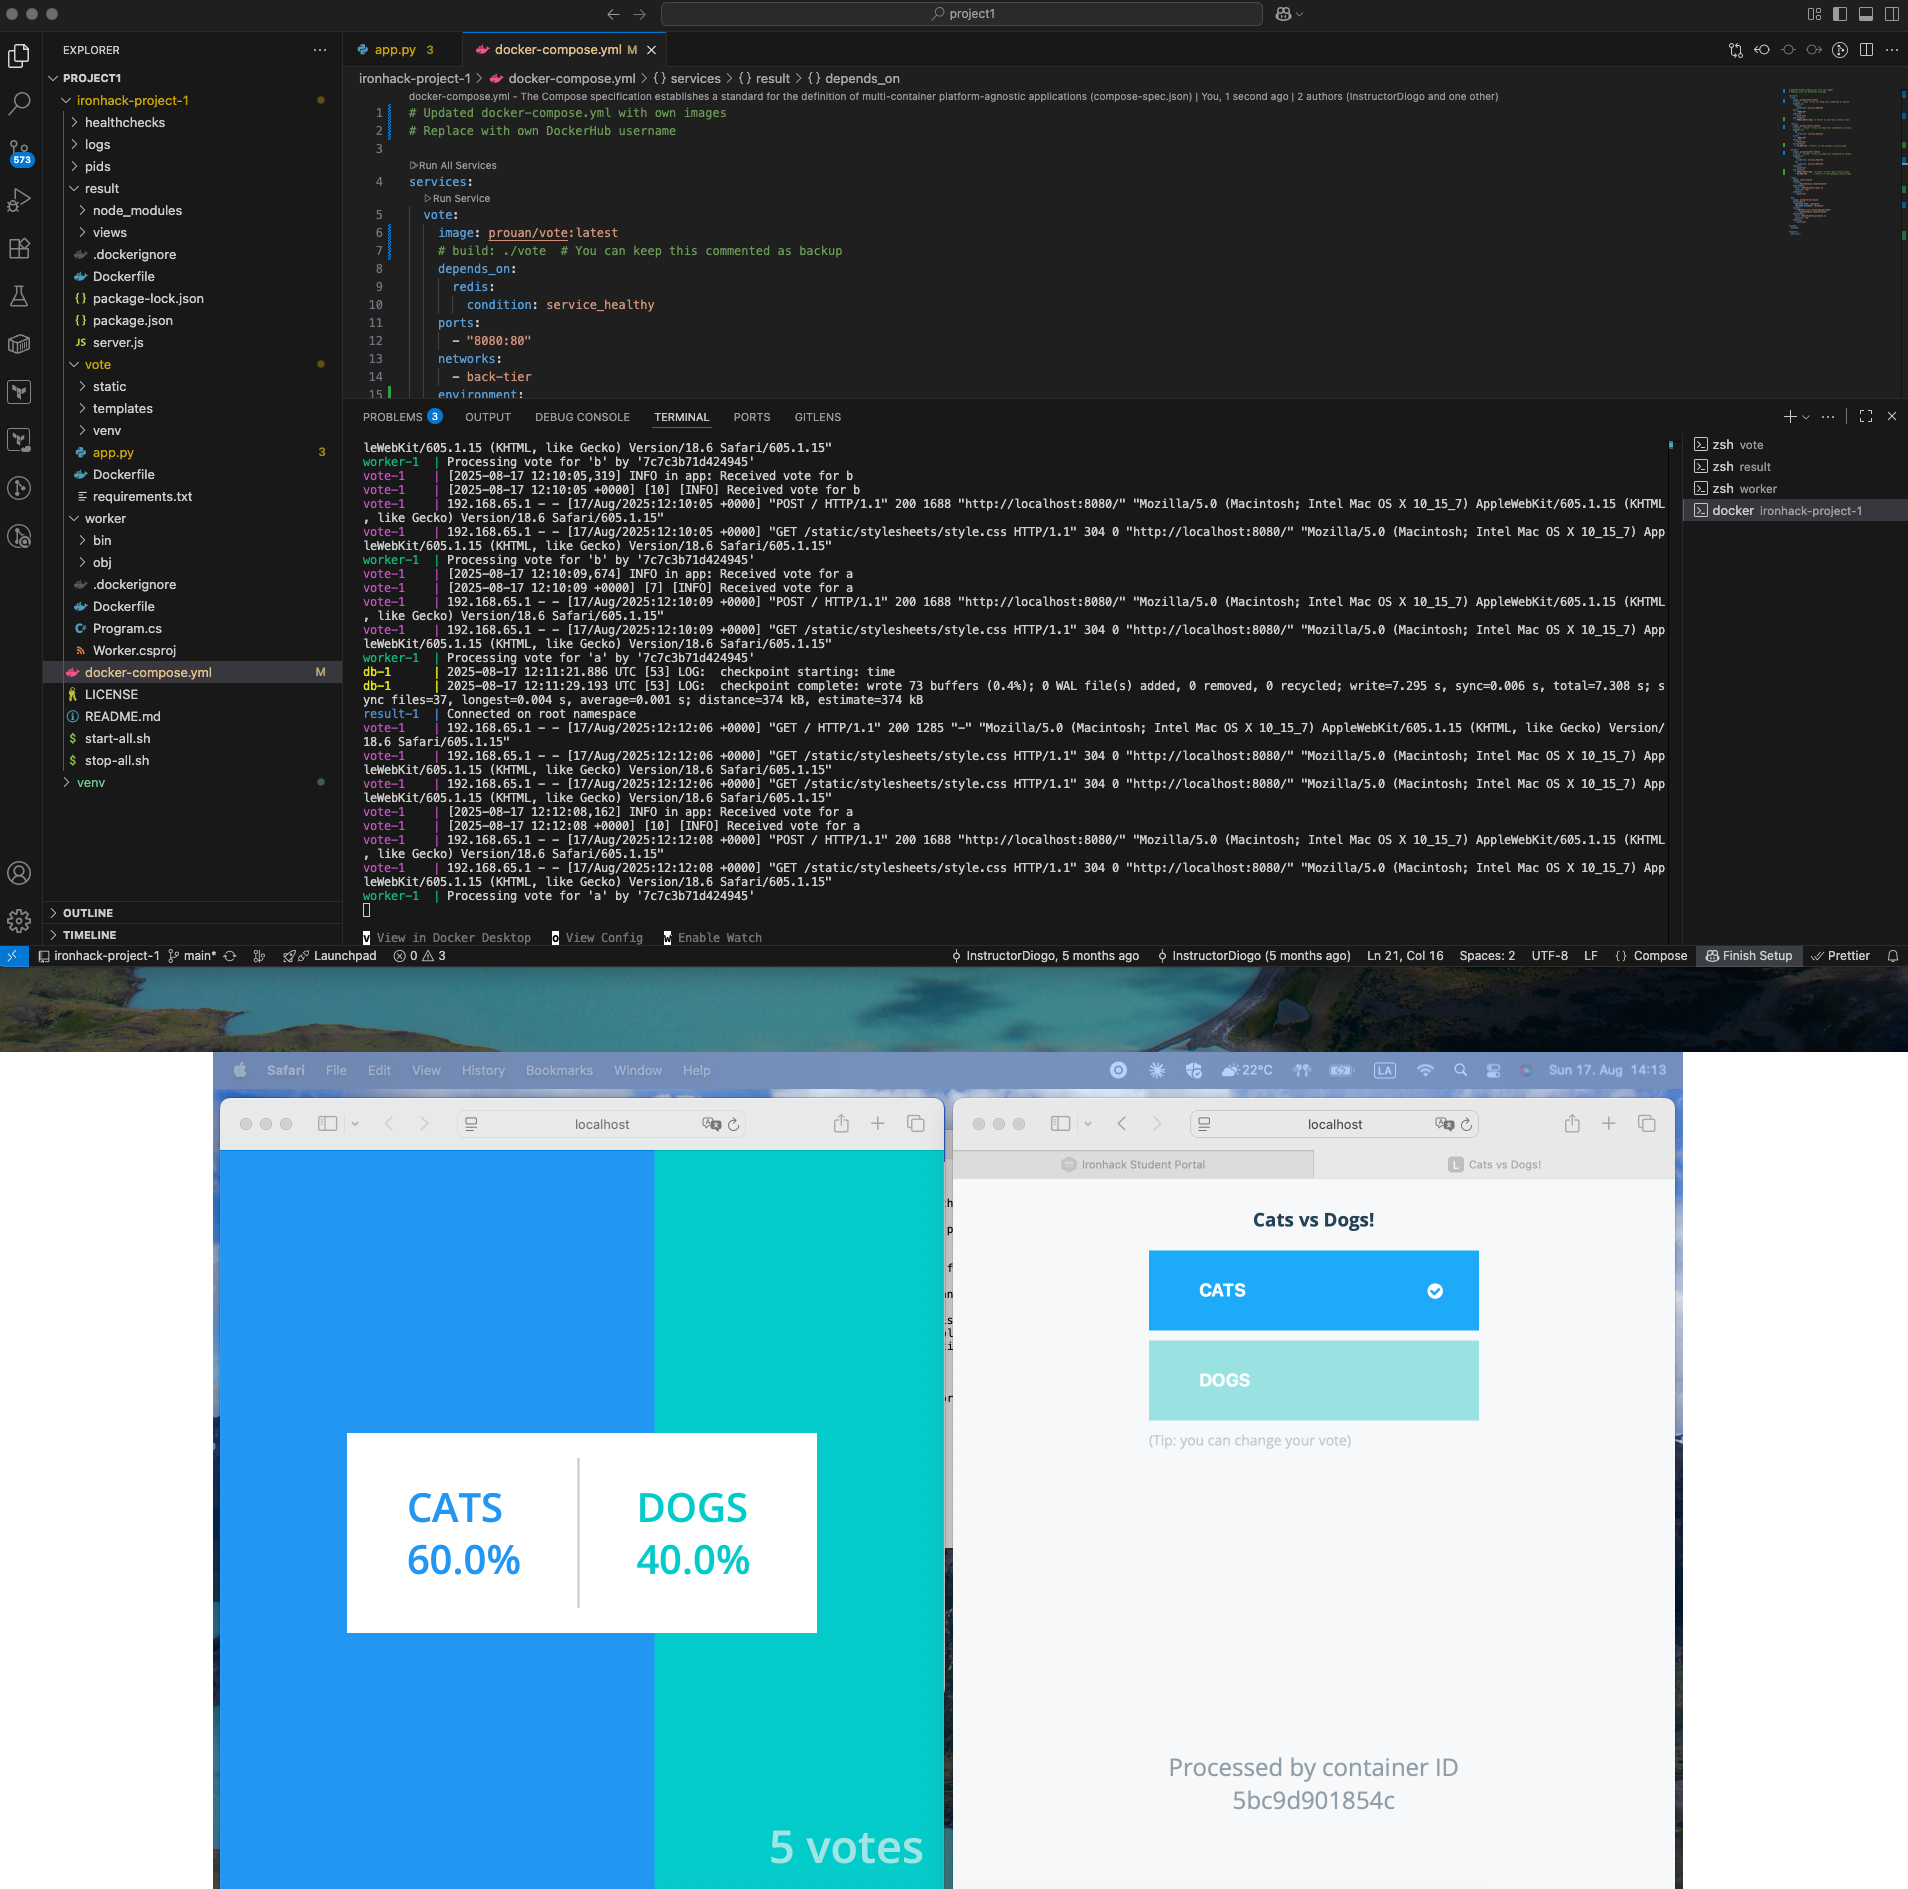 project1
EXPLORER
PROJECT1
ironhack-project-1
healthchecks
logs
pids
result
node_modules
views
.dockerignore
Dockerfile
package-lock.json
package.json
JS server.js
vote
static
templates
venv
app.py 3
Dockerfile
requirements.txt
worker
bin
obj
.dockerignore
Dockerfile
Program.cs
Worker.csproj
docker-compose.yml M
LICENSE
README.md
$ start-all.sh
$ stop-all.sh
venv
OUTLINE
TIMELINE
573
app.py 3
docker-compose.yml M
ironhack-project-1 > docker-compose.yml > {} services > {} result > {} depends_on
docker-compose.yml - The Compose specification establishes a standard for the definition of multi-container platform-agnostic applications (compose-spec.json) | You, 1 second ago | 2 authors (InstructorDiogo and one other)
1 # Updated docker-compose.yml with own images
2 # Replace with own DockerHub username
3
Run All Services
4 services:
Run Service
5 vote:
6 image: prouan/vote:latest
7 # build: ./vote  # You can keep this commented as backup
8 depends_on:
9 redis:
10 condition: service_healthy
11 ports:
12 - "8080:80"
13 networks:
14 - back-tier
15 environment:
PROBLEMS 3 OUTPUT DEBUG CONSOLE TERMINAL PORTS GITLENS
zsh vote
zsh result
zsh worker
docker ironhack-project-1
leWebKit/605.1.15 (KHTML, like Gecko) Version/18.6 Safari/605.1.15"
worker-1 | Processing vote for 'b' by '7c7c3b71d424945'
vote-1 | [2025-08-17 12:10:05,319] INFO in app: Received vote for b
vote-1 | [2025-08-17 12:10:05 +0000] [10] [INFO] Received vote for b
vote-1 | 192.168.65.1 - - [17/Aug/2025:12:10:05 +0000] "POST / HTTP/1.1" 200 1688 "http://localhost:8080/" "Mozilla/5.0 (Macintosh; Intel Mac OS X 10_15_7) AppleWebKit/605.1.15 (KHTML
, like Gecko) Version/18.6 Safari/605.1.15"
vote-1 | 192.168.65.1 - - [17/Aug/2025:12:10:05 +0000] "GET /static/stylesheets/style.css HTTP/1.1" 304 0 "http://localhost:8080/" "Mozilla/5.0 (Macintosh; Intel Mac OS X 10_15_7) App
leWebKit/605.1.15 (KHTML, like Gecko) Version/18.6 Safari/605.1.15"
worker-1 | Processing vote for 'b' by '7c7c3b71d424945'
vote-1 | [2025-08-17 12:10:09,674] INFO in app: Received vote for a
vote-1 | [2025-08-17 12:10:09 +0000] [7] [INFO] Received vote for a
vote-1 | 192.168.65.1 - - [17/Aug/2025:12:10:09 +0000] "POST / HTTP/1.1" 200 1688 "http://localhost:8080/" "Mozilla/5.0 (Macintosh; Intel Mac OS X 10_15_7) AppleWebKit/605.1.15 (KHTML
, like Gecko) Version/18.6 Safari/605.1.15"
vote-1 | 192.168.65.1 - - [17/Aug/2025:12:10:09 +0000] "GET /static/stylesheets/style.css HTTP/1.1" 304 0 "http://localhost:8080/" "Mozilla/5.0 (Macintosh; Intel Mac OS X 10_15_7) App
leWebKit/605.1.15 (KHTML, like Gecko) Version/18.6 Safari/605.1.15"
worker-1 | Processing vote for 'a' by '7c7c3b71d424945'
db-1 | 2025-08-17 12:11:21.886 UTC [53] LOG:  checkpoint starting: time
db-1 | 2025-08-17 12:11:29.193 UTC [53] LOG:  checkpoint complete: wrote 73 buffers (0.4%); 0 WAL file(s) added, 0 removed, 0 recycled; write=7.295 s, sync=0.006 s, total=7.308 s; s
ync files=37, longest=0.004 s, average=0.001 s; distance=374 kB, estimate=374 kB
result-1 | Connected on root namespace
vote-1 | 192.168.65.1 - - [17/Aug/2025:12:12:06 +0000] "GET / HTTP/1.1" 200 1285 "-" "Mozilla/5.0 (Macintosh; Intel Mac OS X 10_15_7) AppleWebKit/605.1.15 (KHTML, like Gecko) Version/
18.6 Safari/605.1.15"
vote-1 | 192.168.65.1 - - [17/Aug/2025:12:12:06 +0000] "GET /static/stylesheets/style.css HTTP/1.1" 304 0 "http://localhost:8080/" "Mozilla/5.0 (Macintosh; Intel Mac OS X 10_15_7) App
leWebKit/605.1.15 (KHTML, like Gecko) Version/18.6 Safari/605.1.15"
vote-1 | 192.168.65.1 - - [17/Aug/2025:12:12:06 +0000] "GET /static/stylesheets/style.css HTTP/1.1" 304 0 "http://localhost:8080/" "Mozilla/5.0 (Macintosh; Intel Mac OS X 10_15_7) App
leWebKit/605.1.15 (KHTML, like Gecko) Version/18.6 Safari/605.1.15"
vote-1 | [2025-08-17 12:12:08,162] INFO in app: Received vote for a
vote-1 | [2025-08-17 12:12:08 +0000] [10] [INFO] Received vote for a
vote-1 | 192.168.65.1 - - [17/Aug/2025:12:12:08 +0000] "POST / HTTP/1.1" 200 1688 "http://localhost:8080/" "Mozilla/5.0 (Macintosh; Intel Mac OS X 10_15_7) AppleWebKit/605.1.15 (KHTML
, like Gecko) Version/18.6 Safari/605.1.15"
vote-1 | 192.168.65.1 - - [17/Aug/2025:12:12:08 +0000] "GET /static/stylesheets/style.css HTTP/1.1" 304 0 "http://localhost:8080/" "Mozilla/5.0 (Macintosh; Intel Mac OS X 10_15_7) App
leWebKit/605.1.15 (KHTML, like Gecko) Version/18.6 Safari/605.1.15"
worker-1 | Processing vote for 'a' by '7c7c3b71d424945'
v View in Docker Desktop o View Config w Enable Watch
ironhack-project-1 main* Launchpad 0 3 InstructorDiogo, 5 months ago InstructorDiogo (5 months ago) Ln 21, Col 16 Spaces: 2 UTF-8 LF {} Compose Finish Setup Prettier
Safari File Edit View History Bookmarks Window Help 22°C LA Sun 17. Aug 14:13
localhost
CATS
60.0%
DOGS
40.0%
5 votes
localhost
Ironhack Student Portal
L Cats vs Dogs!
Cats vs Dogs!
CATS
DOGS
(Tip: you can change your vote)
Processed by container ID
5bc9d901854c